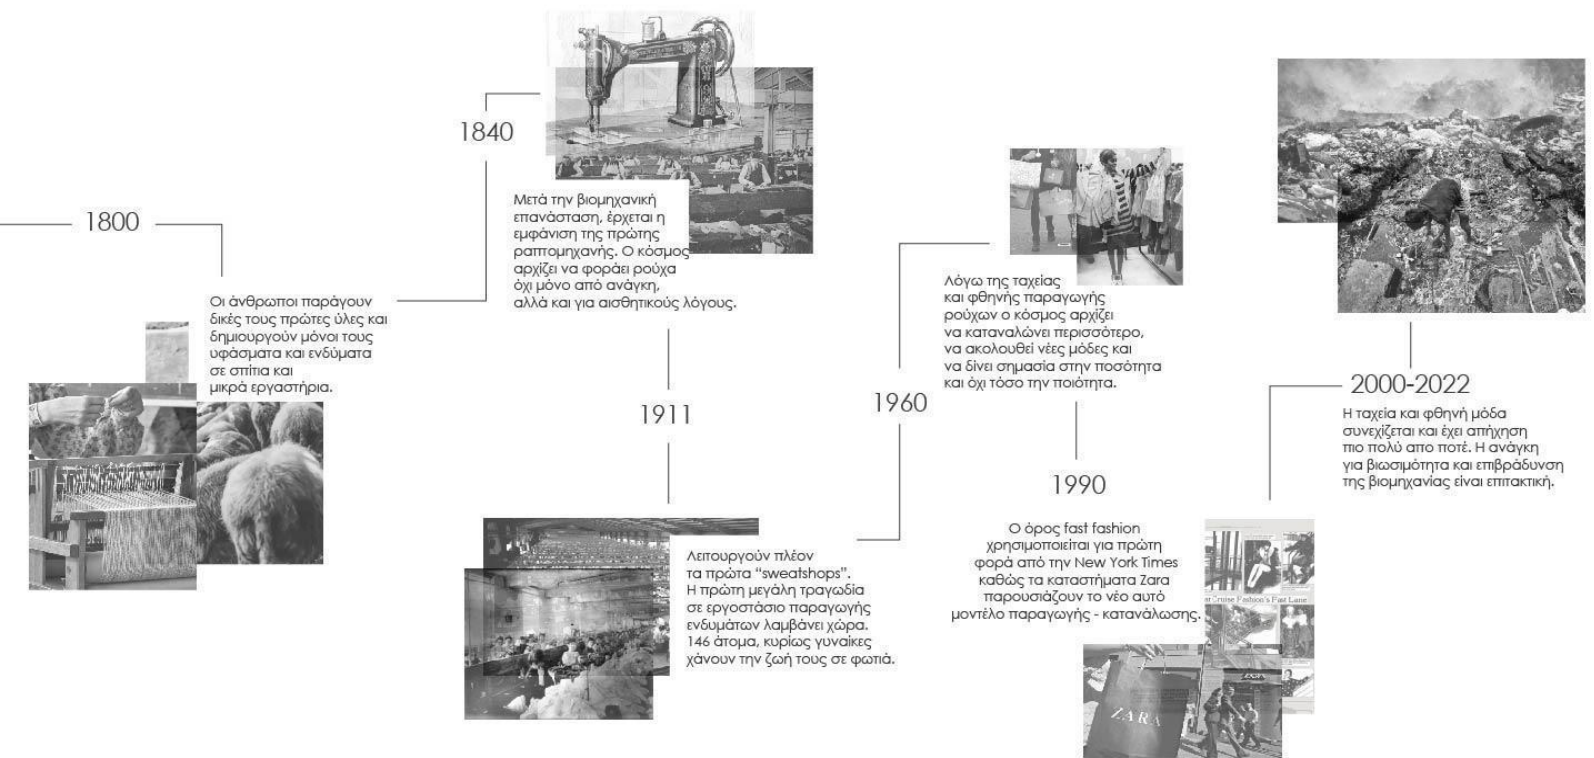 1800
Οι άνθρωποι παράγουν
δικές τους πρώτες ύλες και
δημιουργούν μόνοι τους
υφάσματα και ενδύματα
σε σπίτια και
μικρά εργαστήρια.
1840
Μετά την βιομηχανική
επανάσταση, έρχεται η
εμφάνιση της πρώτης
ραπτομηχανής. Ο κόσμος
αρχίζει να φοράει ρούχα
όχι μόνο από ανάγκη,
αλλά και για αισθητικούς λόγους.
1911
Λειτουργούν πλέον
τα πρώτα “sweatshops”.
Η πρώτη μεγάλη τραγωδία
σε εργοστάσιο παραγωγής
ενδυμάτων λαμβάνει χώρα.
146 άτομα, κυρίως γυναίκες
χάνουν την ζωή τους σε φωτιά.
1960
Λόγω της ταχείας
και φθηνής παραγωγής
ρούχων ο κόσμος αρχίζει
να καταναλώνει περισσότερο,
να ακολουθεί νέες μόδες και
να δίνει σημασία στην ποσότητα
και όχι τόσο την ποιότητα.
1990
Ο όρος fast fashion
χρησιμοποιείται για πρώτη
φορά από την New York Times
καθώς τα καταστήματα Zara
παρουσιάζουν το νέο αυτό
μοντέλο παραγωγής - κατανάλωσης.
Cruise Fashion's Fast Lane
ZARA
ZARA
2000-2022
Η ταχεία και φθηνή μόδα
συνεχίζεται και έχει απήχηση
πιο πολύ απο ποτέ. Η ανάγκη
για βιωσιμότητα και επιβράδυνση
της βιομηχανίας είναι επιτακτική.